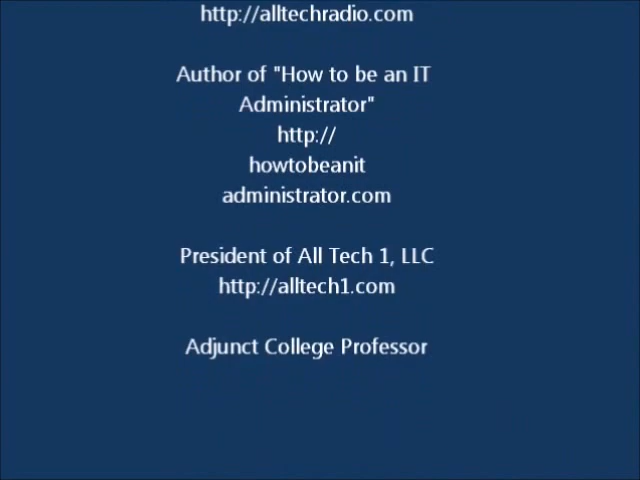 http://alltechradio.com
Author of "How to be an IT
Administrator"
http://
howtobeanit
administrator.com
President of All Tech 1, LLC
http://alltech1.com
Adjunct College Professor